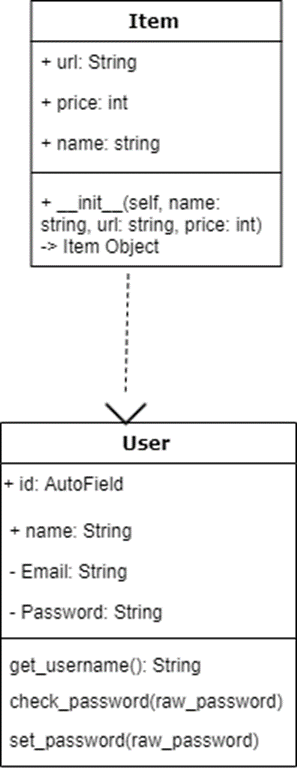 Item
+ url: String
+ price: int
+ name: string
+ __init__(self, name:
string, url: string, price: int)
-> Item Object
User
+ id: AutoField
+ name: String
- Email: String
- Password: String
get_username(): String
check_password(raw_password)
set_password(raw_password)